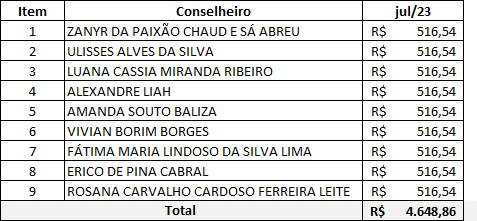 Item Conselheiro jul/23
1 ZANYR DA PAIXÃO CHAUD E SÁ ABREU R$ 516,54
2 ULISSES ALVES DA SILVA R$ 516,54
3 LUANA CASSIA MIRANDA RIBEIRO R$ 516,54
4 ALEXANDRE LIAH R$ 516,54
5 AMANDA SOUTO BALIZA R$ 516,54
6 VIVIAN BORIM BORGES R$ 516,54
7 FÁTIMA MARIA LINDOSO DA SILVA LIMA R$ 516,54
8 ERICO DE PINA CABRAL R$ 516,54
9 ROSANA CARVALHO CARDOSO FERREIRA LEITE R$ 516,54
Total R$ 4.648,86